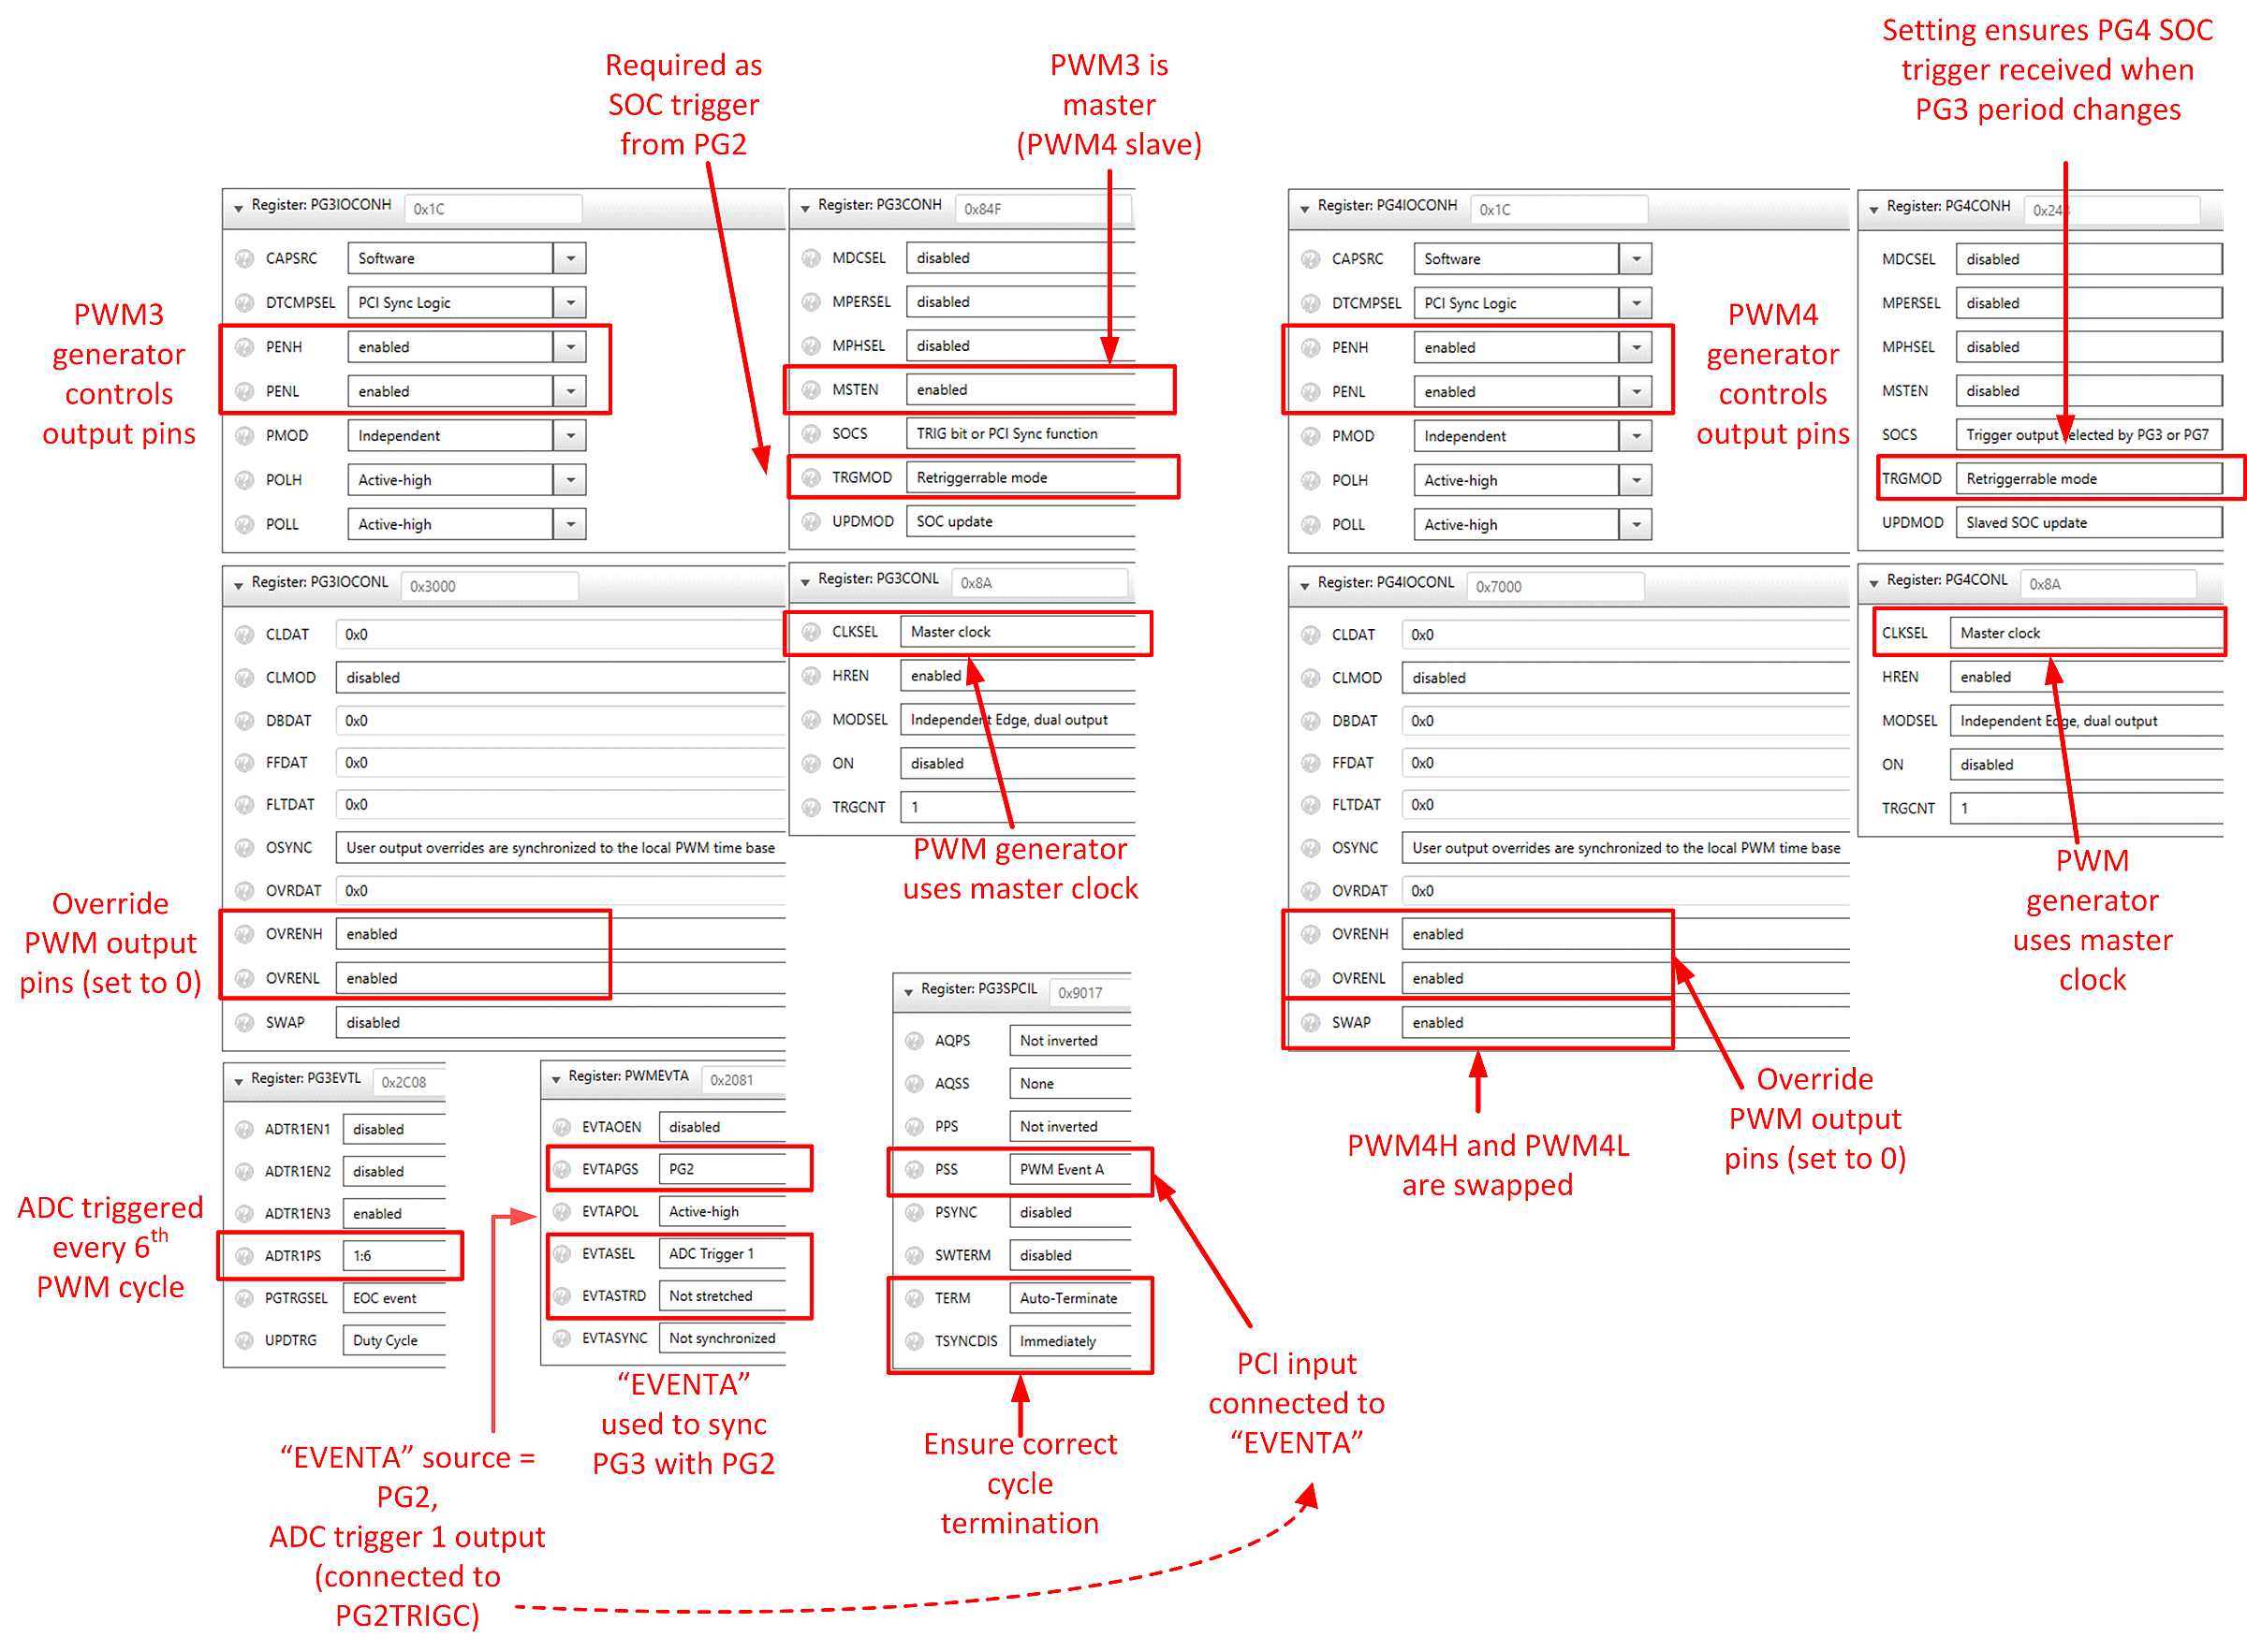 Required as
SOC trigger
from PG2
PWM3 is
master
(PWM4 slave)
Setting ensures PG4 SOC
trigger received when
PG3 period changes
PWM3
generator
controls
output pins
Register: PG3IOCONH 0x1C
CAPSRC Software
DTCMPSEL PCI Sync Logic
PENH enabled
PENL enabled
PMOD Independent
POLH Active-high
POLL Active-high
Register: PG3CONH 0x84F
MDCSEL disabled
MPERSEL disabled
MPHSEL disabled
MSTEN enabled
SOCS TRIG bit or PCI Sync function
TRGMOD Retriggerrable mode
UPDMOD SOC update
Register: PG4IOCONH 0x1C
CAPSRC Software
DTCMPSEL PCI Sync Logic
PENH enabled
PENL enabled
PMOD Independent
POLH Active-high
POLL Active-high
PWM4
generator
controls
output pins
Register: PG4CONH
MDCSEL disabled
MPERSEL disabled
MPHSEL disabled
MSTEN disabled
SOCS Trigger output selected by PG3 or PG7
TRGMOD Retriggerrable mode
UPDMOD Slaved SOC update
Register: PG3IOCONL 0x3000
CLDAT 0x0
CLMOD disabled
DBDAT 0x0
FFDAT 0x0
FLTDAT 0x0
OSYNC User output overrides are synchronized to the local PWM time base
OVRDAT 0x0
OVRENH enabled
OVRENL enabled
SWAP disabled
Override
PWM output
pins (set to 0)
Register: PG3CONL 0x8A
CLKSEL Master clock
HREN enabled
MODSEL Independent Edge, dual output
ON disabled
TRGCNT 1
PWM generator
uses master clock
Register: PG4IOCONL 0x7000
CLDAT 0x0
CLMOD disabled
DBDAT 0x0
FFDAT 0x0
FLTDAT 0x0
OSYNC User output overrides are synchronized to the local PWM time base
OVRDAT 0x0
OVRENH enabled
OVRENL enabled
SWAP enabled
Register: PG4CONL 0x8A
CLKSEL Master clock
HREN enabled
MODSEL Independent Edge, dual output
ON disabled
TRGCNT 1
PWM
generator
uses master
clock
Override
PWM output
pins (set to 0)
PWM4H and PWM4L
are swapped
Register: PG3EVTL 0x2C08
ADTR1EN1 disabled
ADTR1EN2 disabled
ADTR1EN3 enabled
ADTR1PS 1:6
PGTRGSEL EOC event
UPDTRG Duty Cycle
ADC triggered
every 6th
PWM cycle
Register: PWMEVTA 0x2081
EVTAOEN disabled
EVTAPGS PG2
EVTAPOL Active-high
EVTASEL ADC Trigger 1
EVTASTRD Not stretched
EVTASYNC Not synchronized
Register: PG3SPCIL 0x9017
AQPS Not inverted
AQSS None
PPS Not inverted
PSS PWM Event A
PSYNC disabled
SWTERM disabled
TERM Auto-Terminate
TSYNCDIS Immediately
"EVENTA"
used to sync
PG3 with PG2
"EVENTA" source =
PG2,
ADC trigger 1 output
(connected to
PG2TRIGC)
Ensure correct
cycle
termination
PCI input
connected to
"EVENTA"